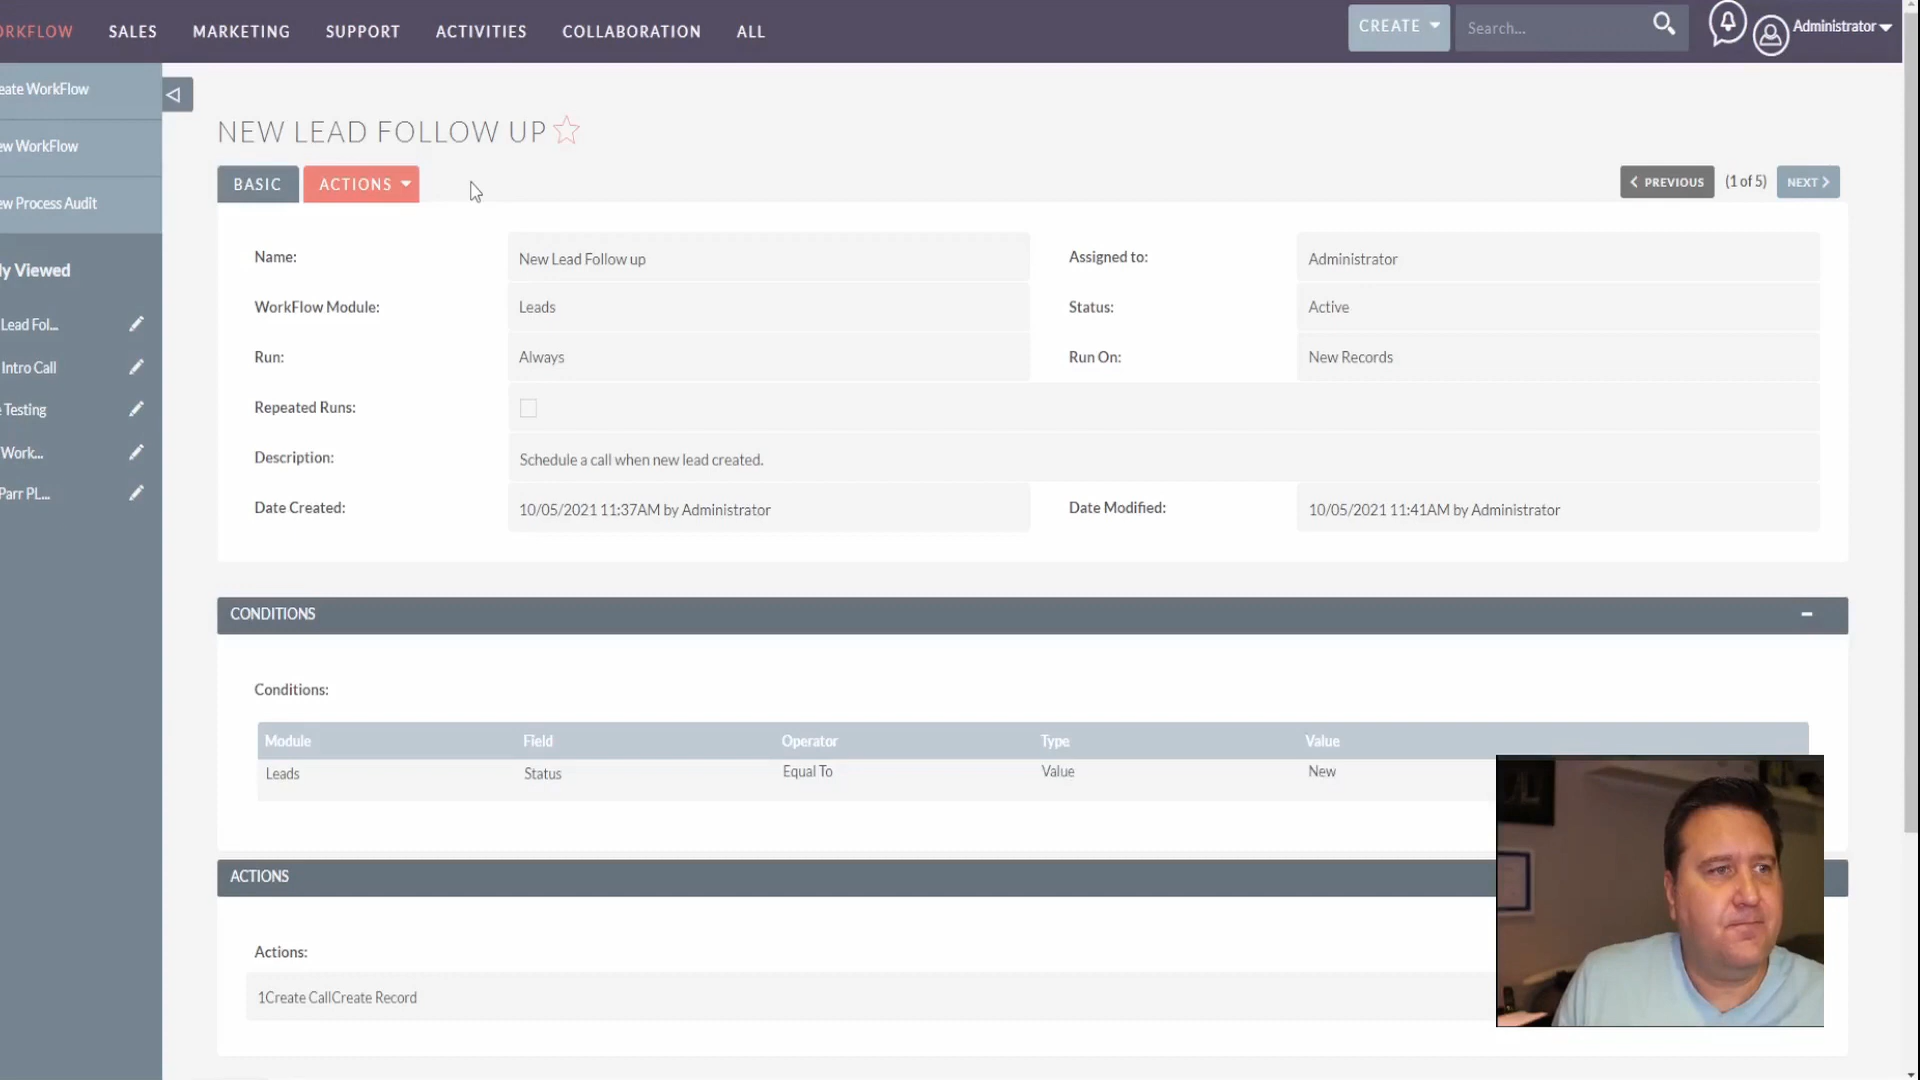 ORKFLOW SALES MARKETING SUPPORT ACTIVITIES COLLABORATION ALL CREATE Search... Administrator
eate WorkFlow
ew WorkFlow
ew Process Audit
ly Viewed
Lead Fol...
Intro Call
Testing
Work...
Parr PL...
NEW LEAD FOLLOW UP
BASIC ACTIONS PREVIOUS (1 of 5) NEXT
Name: New Lead Follow up Assigned to: Administrator
WorkFlow Module: Leads Status: Active
Run: Always Run On: New Records
Repeated Runs:
Description: Schedule a call when new lead created.
Date Created: 10/05/2021 11:37AM by Administrator Date Modified: 10/05/2021 11:41AM by Administrator
CONDITIONS
Conditions:
Module Field Operator Type Value
Leads Status Equal To Value New
ACTIONS
Actions:
1Create CallCreate Record